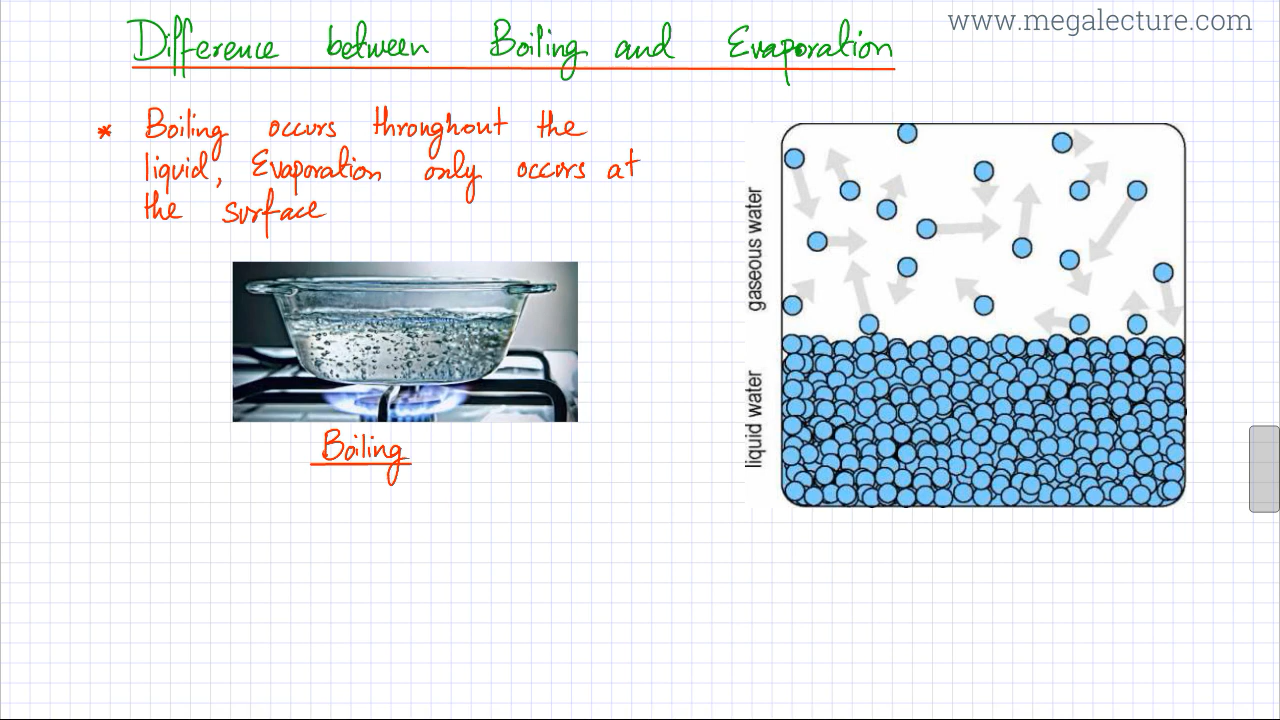 www.megalecture.com
Difference between Boiling and Evaporation
* Boiling occurs throughout the
liquid, Evaporation only occurs at
the surface
Boiling
gaseous water
liquid water